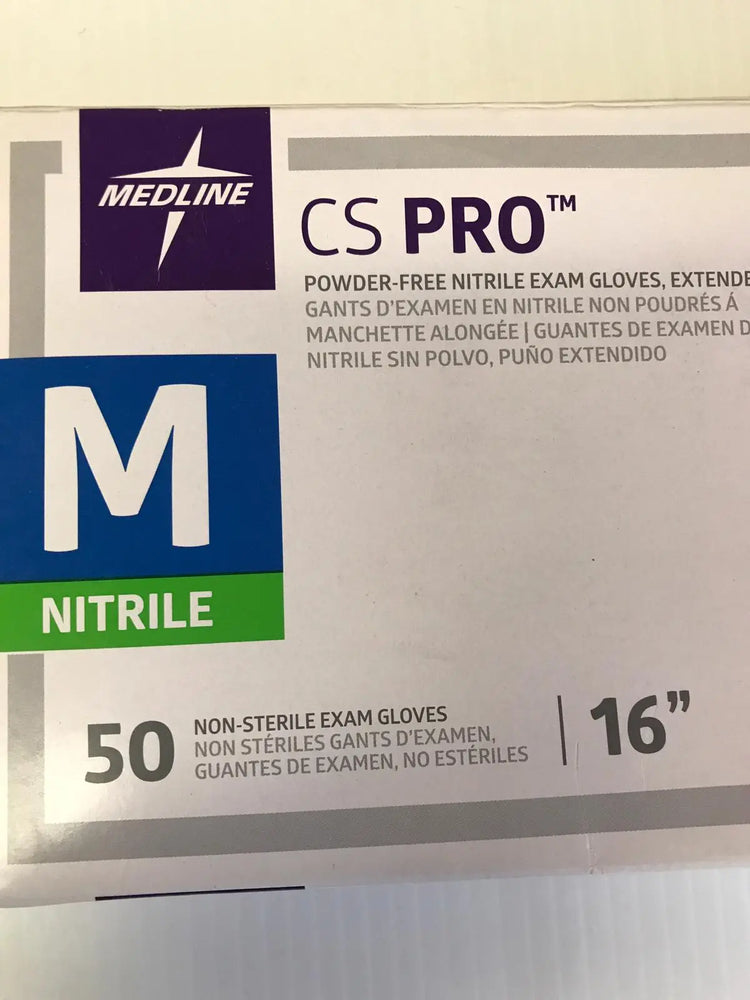 MEDLINE
CS PRO™
POWDER-FREE NITRILE EXAM GLOVES,
GANTS D'EXAMEN EN NITRILE NON POUDRÉS Á
MANCHETTE ALONGÉE | GUANTES DE EXAMEN
NITRILE SIN POLVO, PUÑO EXTENDIDO
M
NITRILE
50
NON-STERILE EXAM GLOVES
NON STÉRILES GANTS D'EXAMEN,
GUANTES DE EXAMEN, NO ESTÉRILES
16”